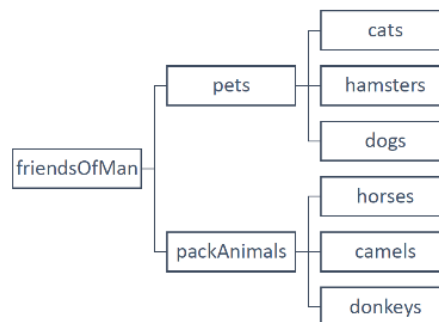 friendsOfMan
pets
cats
hamsters
dogs
packAnimals
horses
camels
donkeys